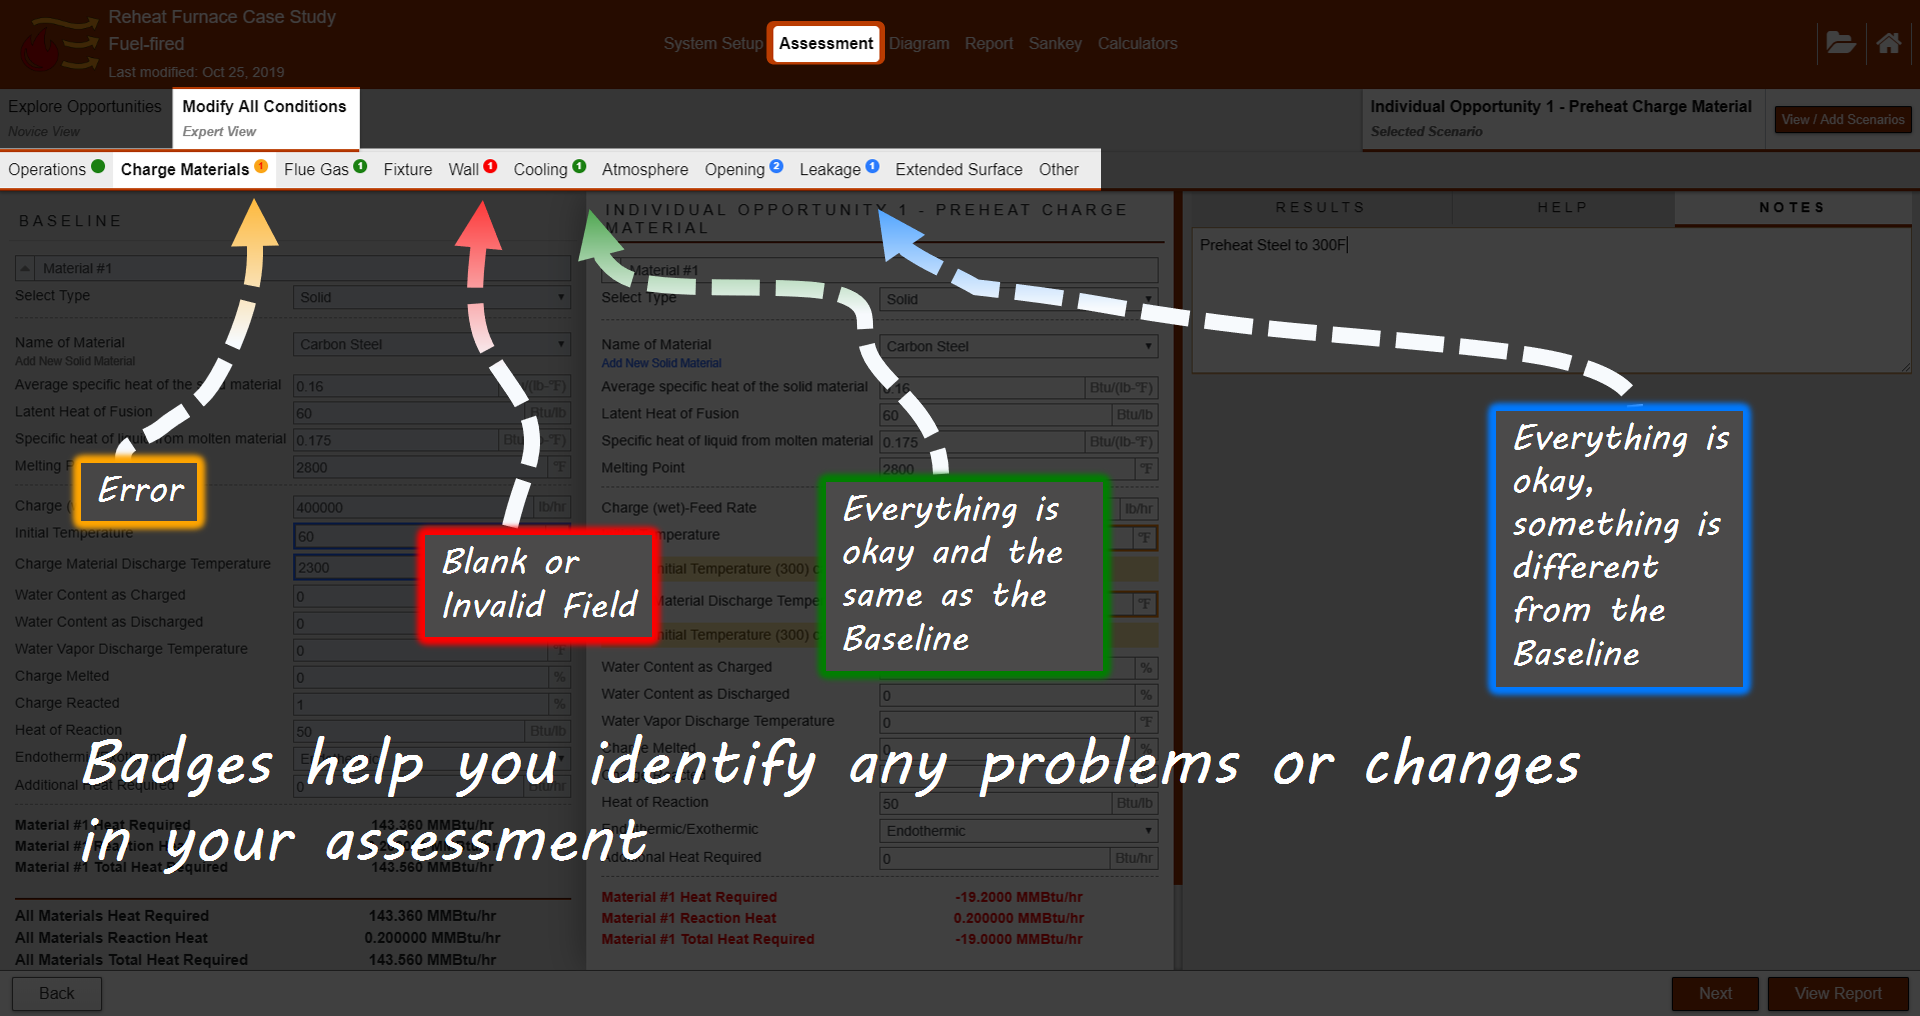 Reheat Furnace Case Study
Fuel-fired
Last modified: Oct 25, 2019
System Setup Assessment Diagram Report Sankey Calculators
Explore Opportunities
Novice View
Modify All Conditions
Expert View
Individual Opportunity 1 - Preheat Charge Material
Selected Scenario
View / Add Scenarios
Operations Charge Materials 1 Flue Gas 1 Fixture Wall 1 Cooling 1 Atmosphere Opening 2 Leakage 1 Extended Surface Other
BASELINE
Material #1
Select Type Solid
Name of Material Carbon Steel
Add New Solid Material
Average specific heat of the solid material 0.16
Latent Heat of Fusion 60 Btu/lb
Specific heat of liquid from molten material 0.175
Melting 2800 °F
Charge 400000 lb/hr
Initial Temperature 60
Charge Material Discharge Temperature 2300
Water Content as Charged 0
Water Content as Discharged 0
Water Vapor Discharge Temperature 0 °F
Charge Melted 0 %
Charge Reacted 1 %
Heat of Reaction 50 Btu/lb
Additional Heat Required 0 Btu/hr
Material #1 Heat Required 143.360 MMBtu/hr
Material #1 Total Heat Required 143.560 MMBtu/hr
All Materials Heat Required 143.360 MMBtu/hr
All Materials Reaction Heat 0.200000 MMBtu/hr
All Materials Total Heat Required 143.560 MMBtu/hr
INDIVIDUAL OPPORTUNITY 1 - PREHEAT CHARGE
MATERIAL
Material #1
Select Type Solid
Name of Material Carbon Steel
Add New Solid Material
Average specific heat of the solid material 0.16 Btu/(lb-°F)
Latent Heat of Fusion 60 Btu/lb
Specific heat of liquid from molten material 0.175 Btu/(lb-°F)
Melting Point 2800 °F
Charge (wet)-Feed Rate lb/hr
°F
Initial Temperature (300)
Material Discharge °F
Initial Temperature (300)
Water Content as Charged %
Water Content as Discharged 0 %
Water Vapor Discharge Temperature 0 °F
Charge Melted 0 %
Heat of Reaction 50 Btu/lb
Endothermic/Exothermic Endothermic
Additional Heat Required 0 Btu/hr
Material #1 Heat Required -19.2000 MMBtu/hr
Material #1 Reaction Heat 0.200000 MMBtu/hr
Material #1 Total Heat Required -19.0000 MMBtu/hr
RESULTS HELP NOTES
Preheat Steel to 300F
Error
Blank or
Invalid Field
Everything is
okay and the
same as the
Baseline
Everything is
okay,
something is
different
from the
Baseline
Badges help you identify any problems or changes
in your assessment
Back
Next View Report